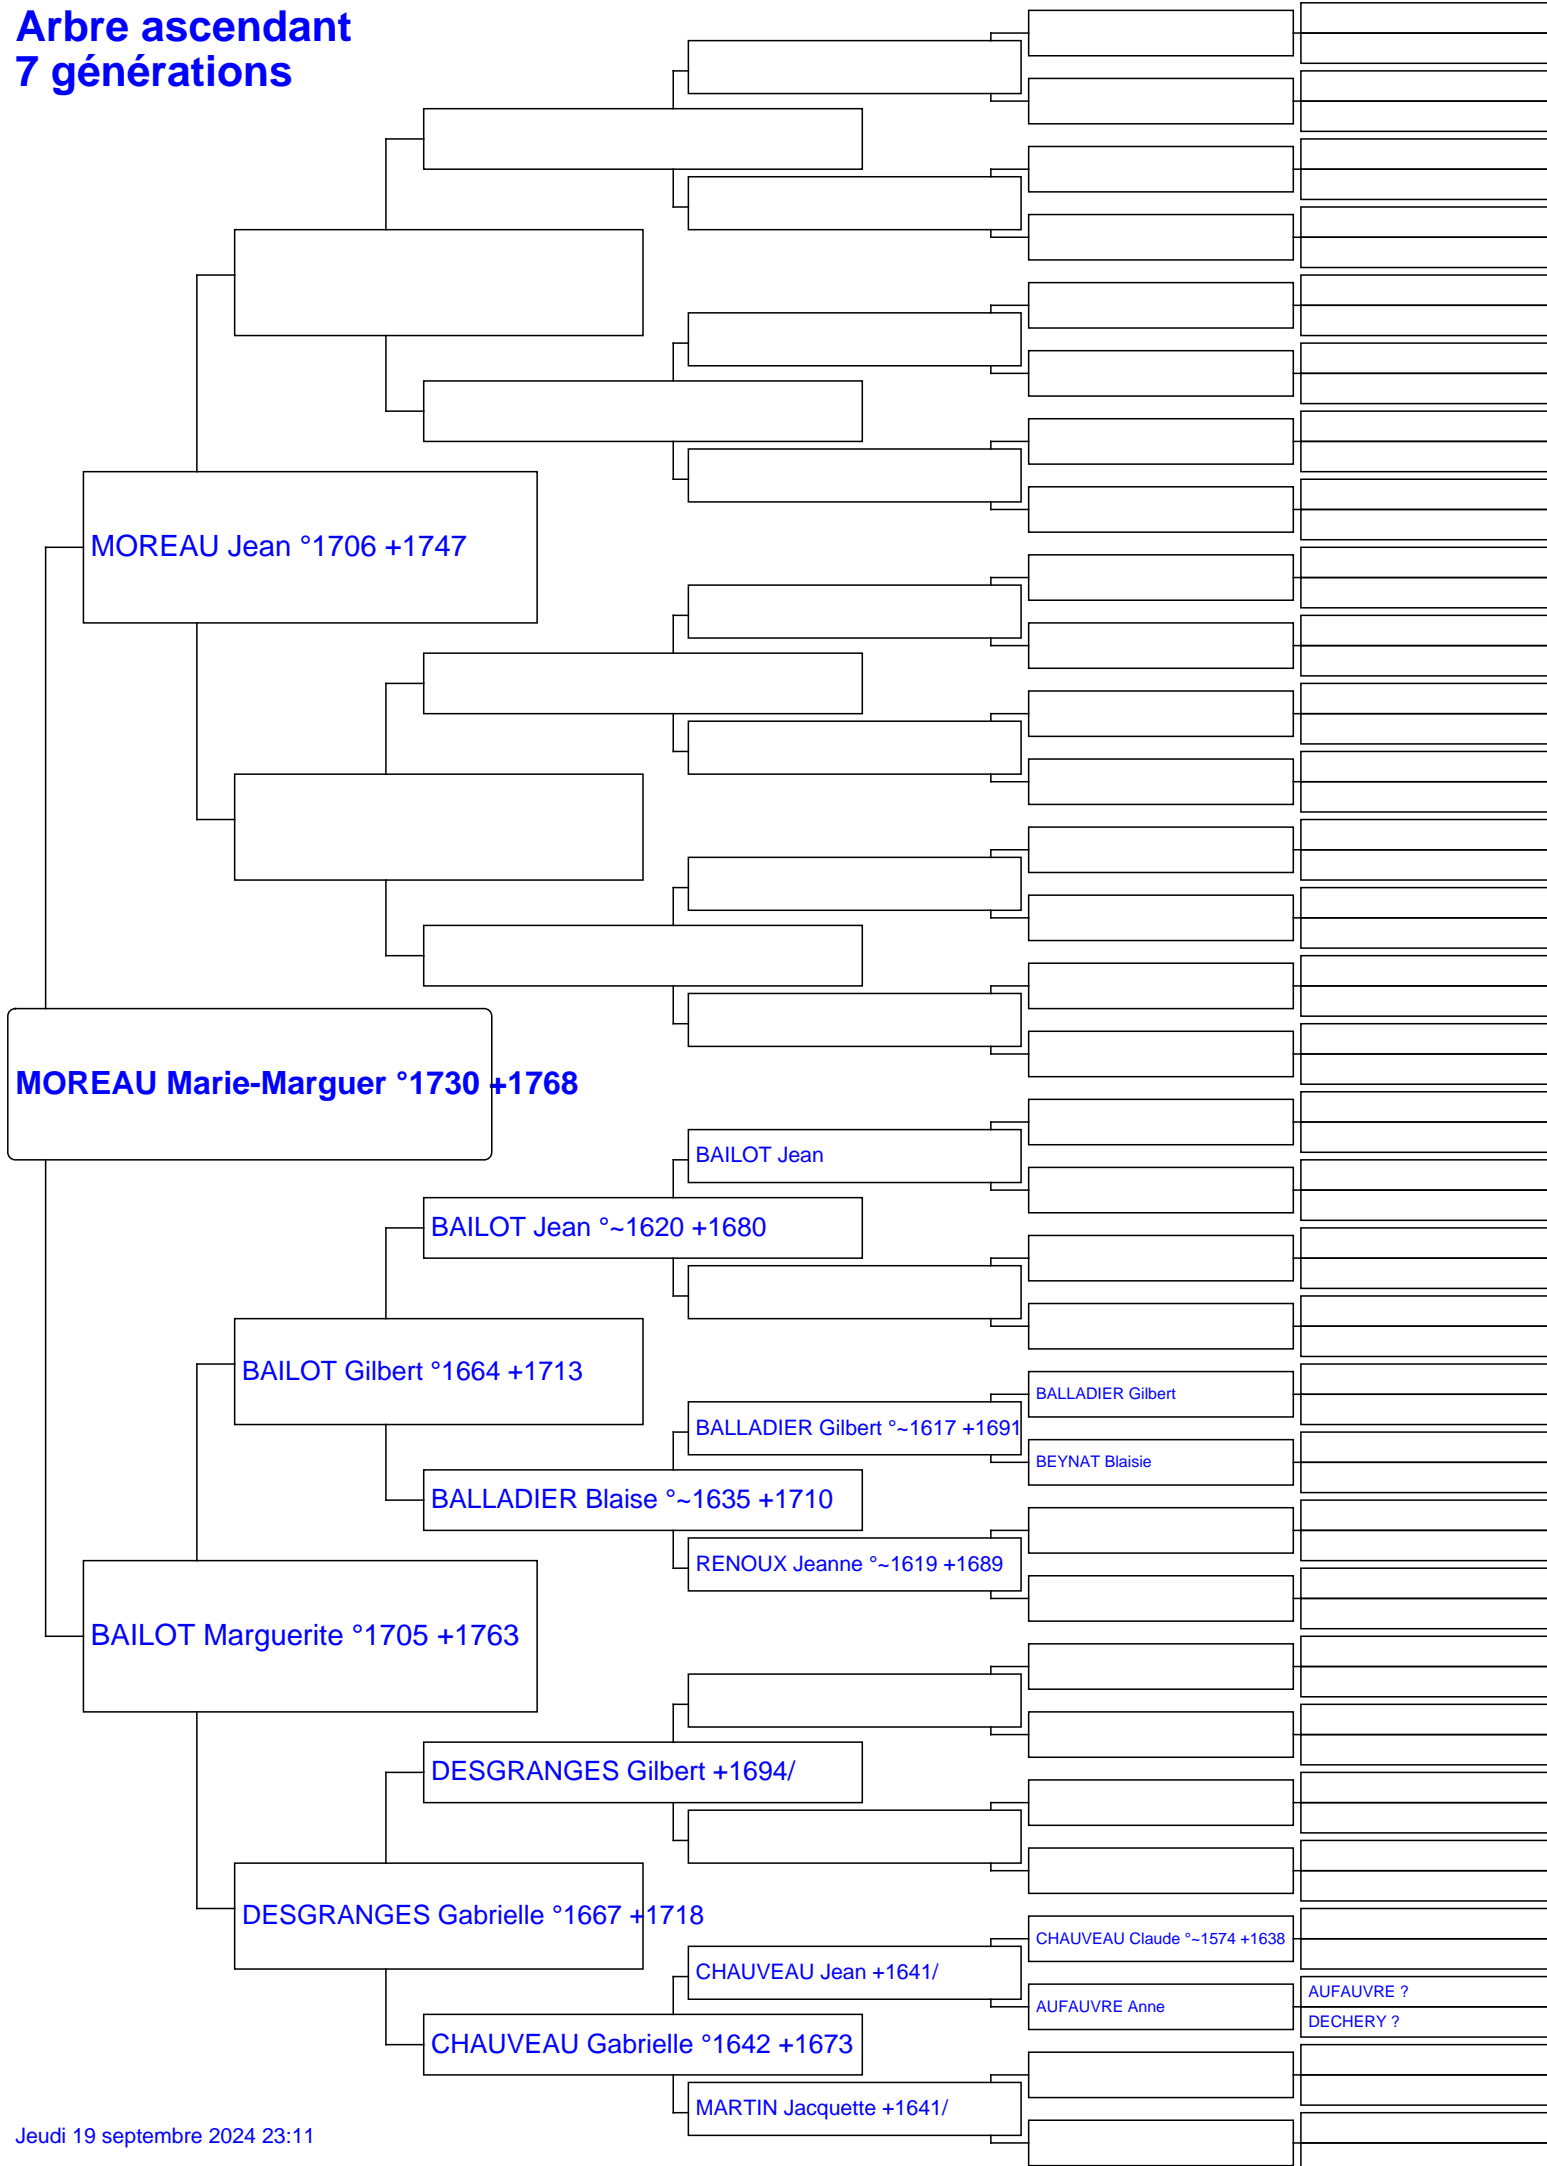 Arbre ascendant
7 générations
MOREAU Jean °1706 +1747
MOREAU Marie-Marguer °1730 +1768
BAILOT Jean
BAILOT Jean °~1620 +1680
BAILOT Gilbert °1664 +1713
BALLADIER Gilbert
BALLADIER Gilbert °~1617 +1691
BEYNAT Blaisie
BALLADIER Blaise °~1635 +1710
RENOUX Jeanne °~1619 +1689
BAILOT Marguerite °1705 +1763
DESGRANGES Gilbert +1694/
DESGRANGES Gabrielle °1667 +1718
CHAUVEAU Claude °~1574 +1638
CHAUVEAU Jean +1641/
AUFAUVRE ?
AUFAUVRE Anne
DECHERY ?
CHAUVEAU Gabrielle °1642 +1673
MARTIN Jacquette +1641/
Jeudi 19 septembre 2024 23:11